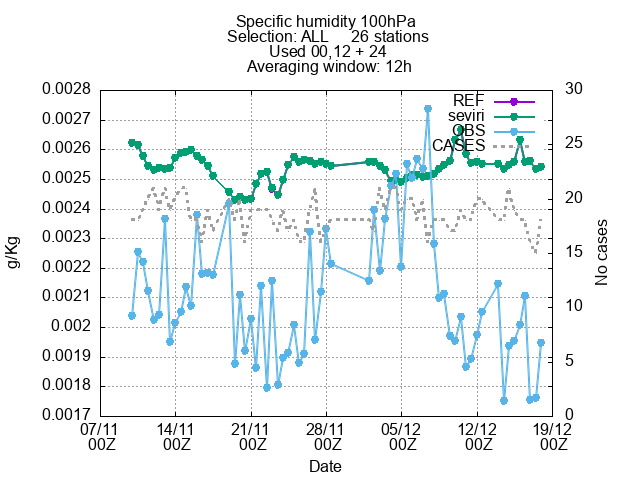 Specific humidity 100hPa
Selection: ALL     26 stations
Used 00,12 + 24
Averaging window: 12h
REF
seviri
OBS
CASES
0.0028
0.0027
0.0026
0.0025
0.0024
0.0023
0.0022
0.0021
0.002
0.0019
0.0018
0.0017
g/Kg
30
25
20
15
10
5
0
No cases
07/11 14/11 21/11 28/11 05/12 12/12 19/12
00Z 00Z 00Z 00Z 00Z 00Z 00Z
Date